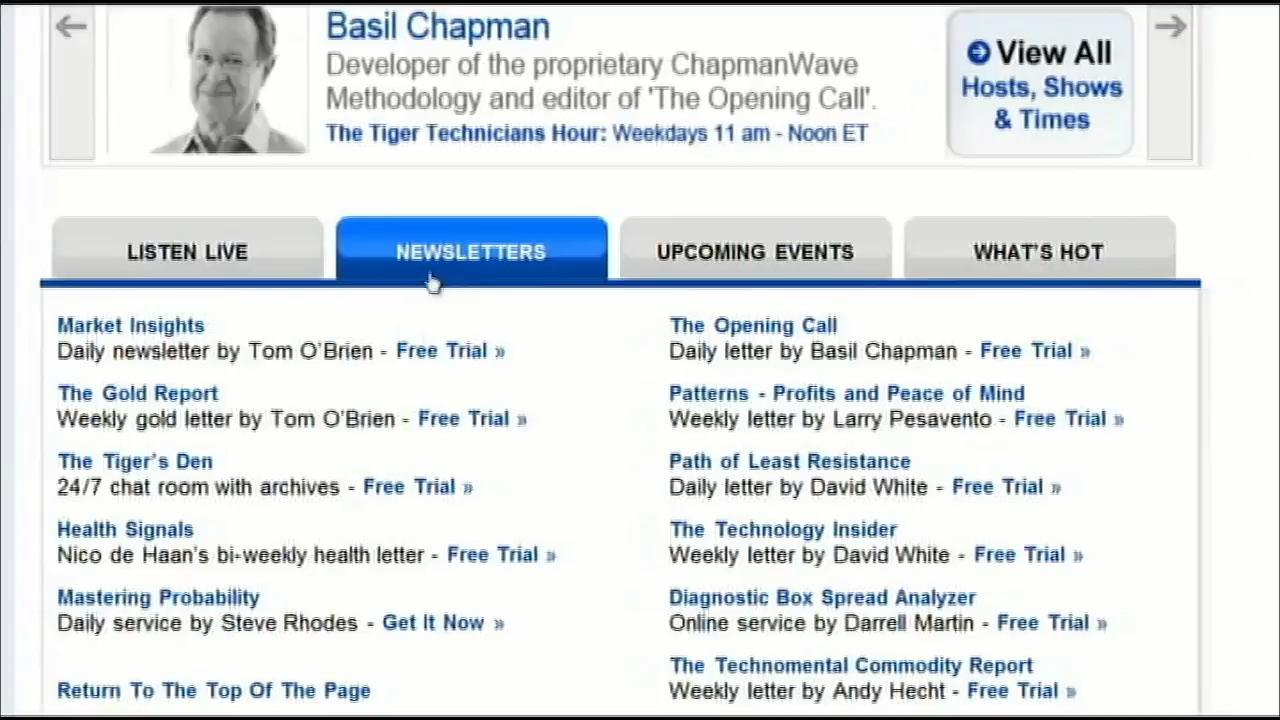 Basil Chapman
Developer of the proprietary ChapmanWave
Methodology and editor of 'The Opening Call'.
The Tiger Technicians Hour: Weekdays 11 am - Noon ET
View All
Hosts, Shows
& Times
LISTEN LIVE
NEWSLETTERS
UPCOMING EVENTS
WHAT'S HOT
Market Insights
Daily newsletter by Tom O'Brien - Free Trial »
The Gold Report
Weekly gold letter by Tom O'Brien - Free Trial »
The Tiger's Den
24/7 chat room with archives - Free Trial »
Health Signals
Nico de Haan's bi-weekly health letter - Free Trial »
Mastering Probability
Daily service by Steve Rhodes - Get It Now »
Return To The Top Of The Page
The Opening Call
Daily letter by Basil Chapman - Free Trial »
Patterns - Profits and Peace of Mind
Weekly letter by Larry Pesavento - Free Trial »
Path of Least Resistance
Daily letter by David White - Free Trial »
The Technology Insider
Weekly letter by David White - Free Trial »
Diagnostic Box Spread Analyzer
Online service by Darrell Martin - Free Trial »
The Technomental Commodity Report
Weekly letter by Andy Hecht - Free Trial »